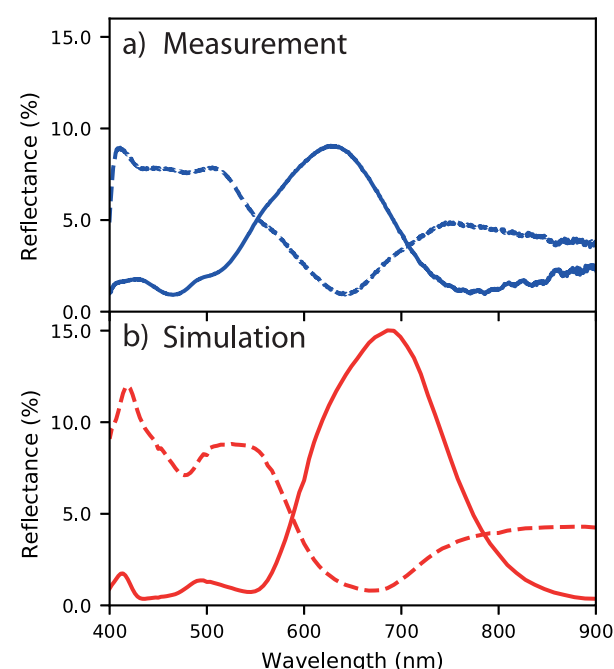 a) Measurement
15.0
10.0
5.0
0.0
Reflectance (%)
b) Simulation
15.0
10.0
5.0
0.0
Reflectance (%)
400 500 600 700 800 900
Wavelength (nm)